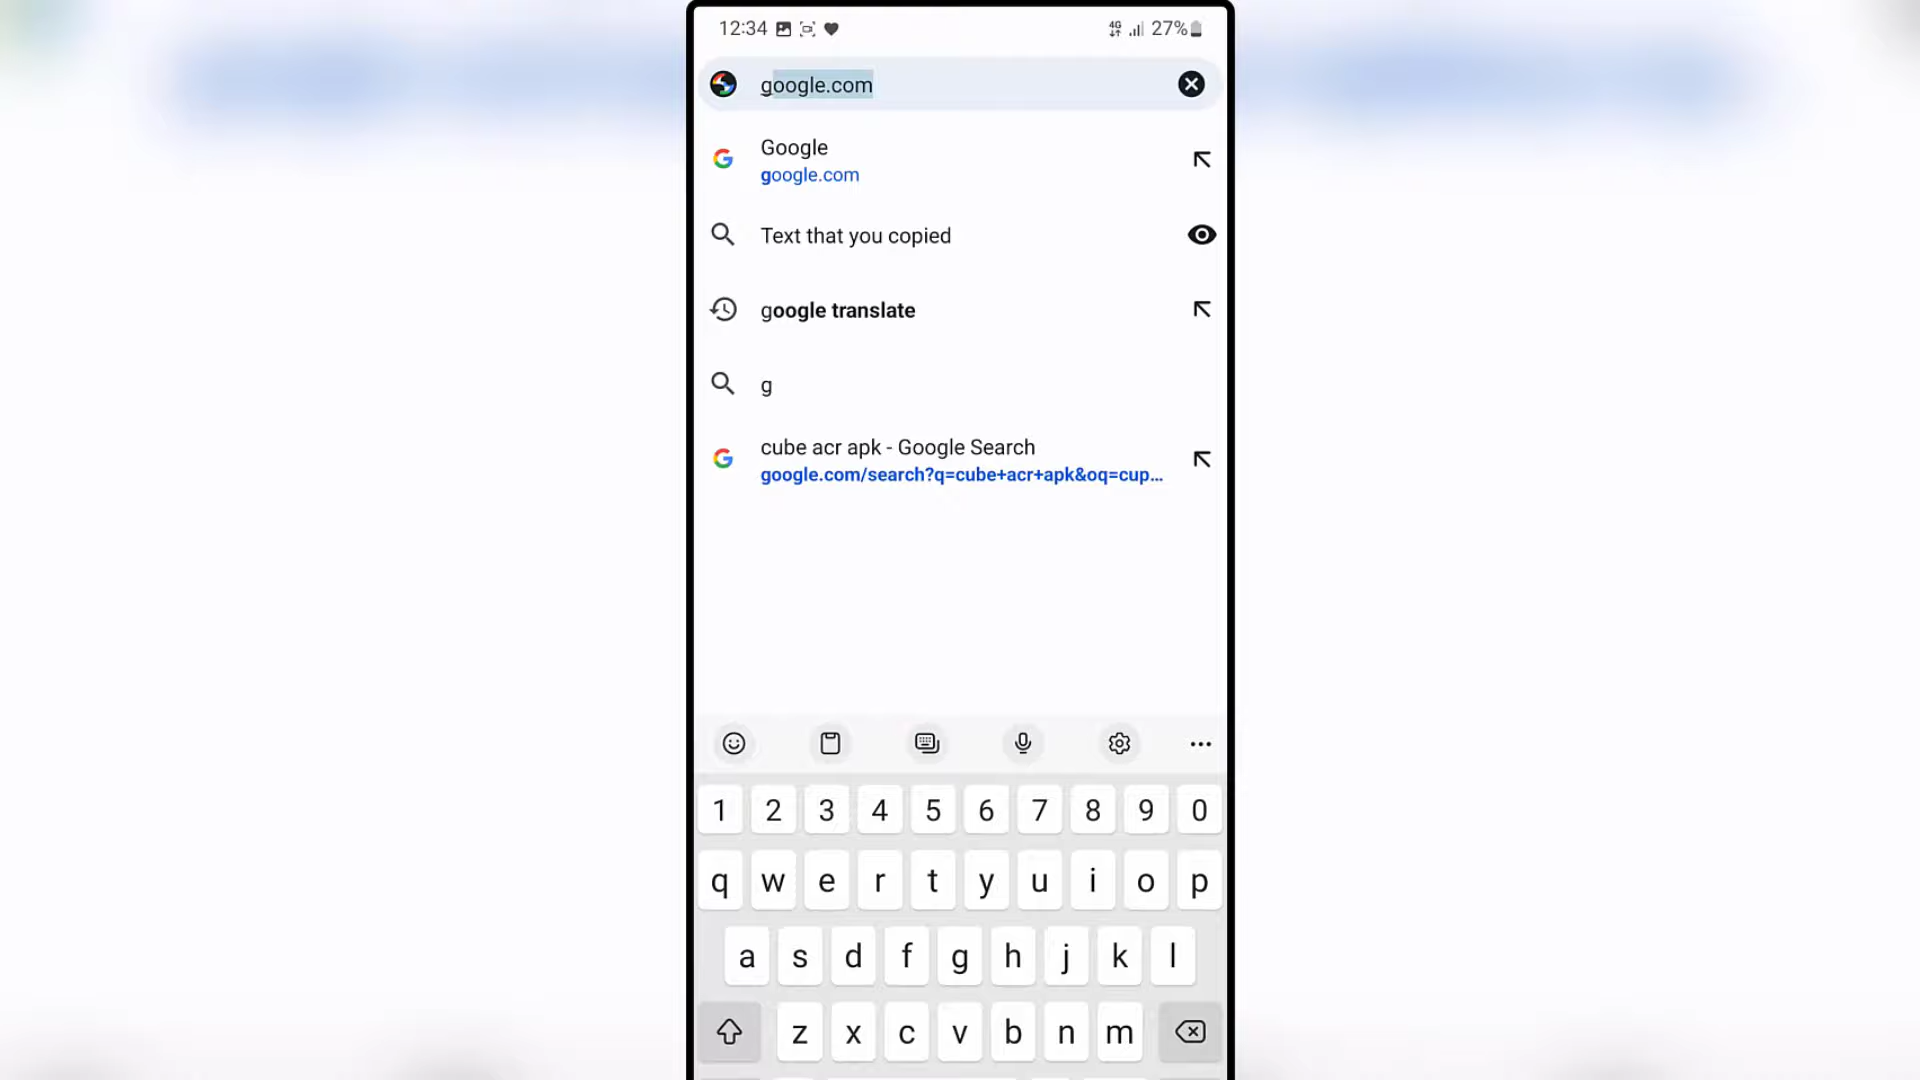 12:34 4G 27%
google.com
Google
google.com
Text that you copied
google translate
g
cube acr apk - Google Search
google.com/search?q=cube+acr+apk&oq=cup...
1 2 3 4 5 6 7 8 9 0
q w e r t y u i o p
a s d f g h j k l
z x c v b n m